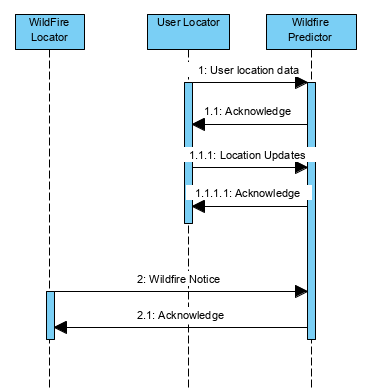 WildFire
Locator
User Locator
Wildfire
Predictor
1: User location data
1.1: Acknowledge
1.1.1: Location Updates
1.1.1.1: Acknowledge
2: Wildfire Notice
2.1: Acknowledge